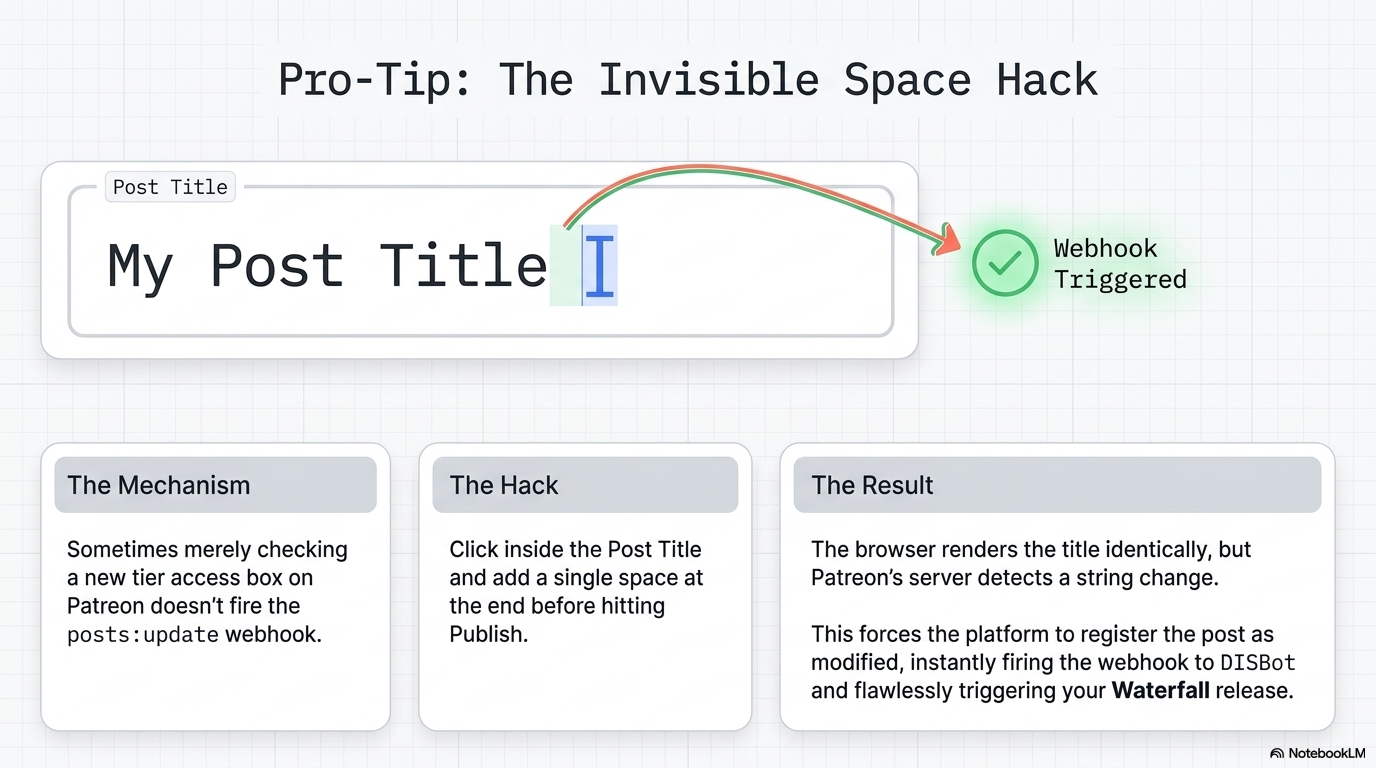 Pro-Tip: The Invisible Space Hack
Post Title
My Post Title
Webhook
Triggered
The Mechanism
Sometimes merely checking
a new tier access box on
Patreon doesn’t fire the
posts:update webhook.
The Hack
Click inside the Post Title
and add a single space at
the end before hitting
Publish.
The Result
The browser renders the title identically, but
Patreon’s server detects a string change.
This forces the platform to register the post as
modified, instantly firing the webhook to DISBot
and flawlessly triggering your Waterfall release.
NotebookLM